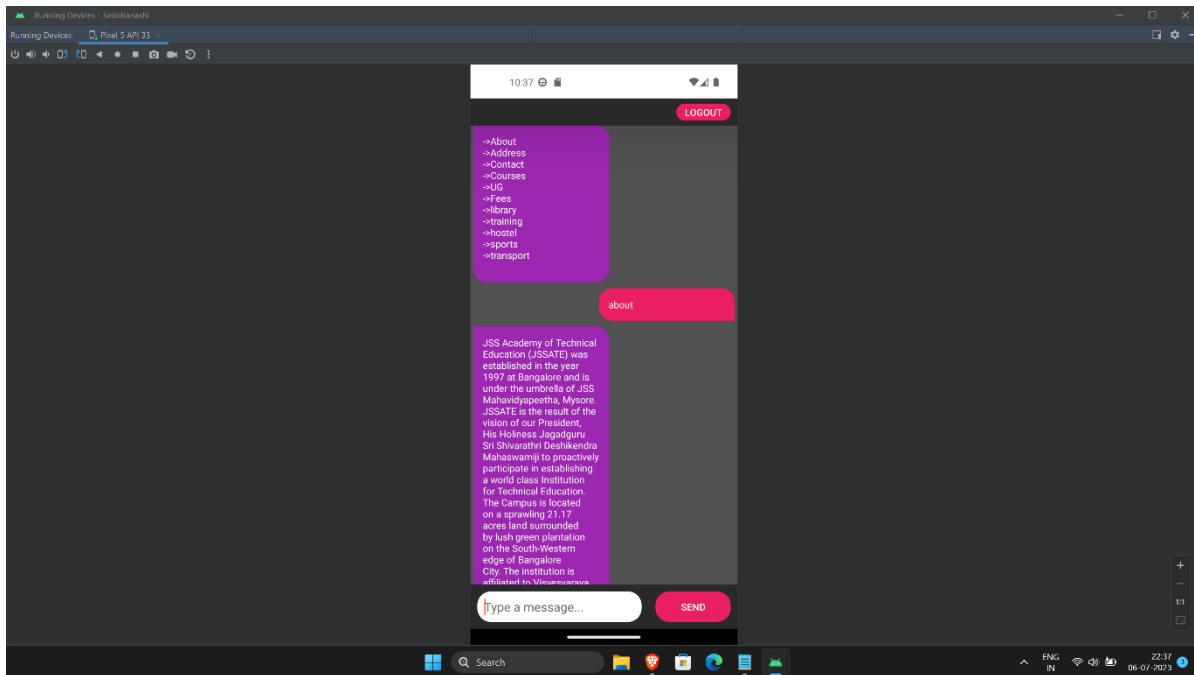 Running Devices - Sekobanashi
Running Devices: Pixel 5 API 33
10:37
LOGOUT
->About
->Address
->Contact
->Courses
->UG
->Fees
->library
->training
->hostel
->sports
->transport
about
JSS Academy of Technical
Education (JSSATE) was
established in the year
1997 at Bangalore and is
under the umbrella of JSS
Mahavidyapeetha, Mysore.
JSSATE is the result of the
vision of our President,
His Holiness Jagadguru
Sri Shivarathri Deshikendra
Mahaswamiji to proactively
participate in establishing
a world class Institution
for Technical Education.
The Campus is located
on a sprawling 21.17
acres land surrounded
by lush green plantation
on the South-Western
edge of Bangalore
City. The institution is
affiliated to Visvesvaraya
Type a message...
SEND
1:1
Search
ENG
IN
22:37
06-07-2023